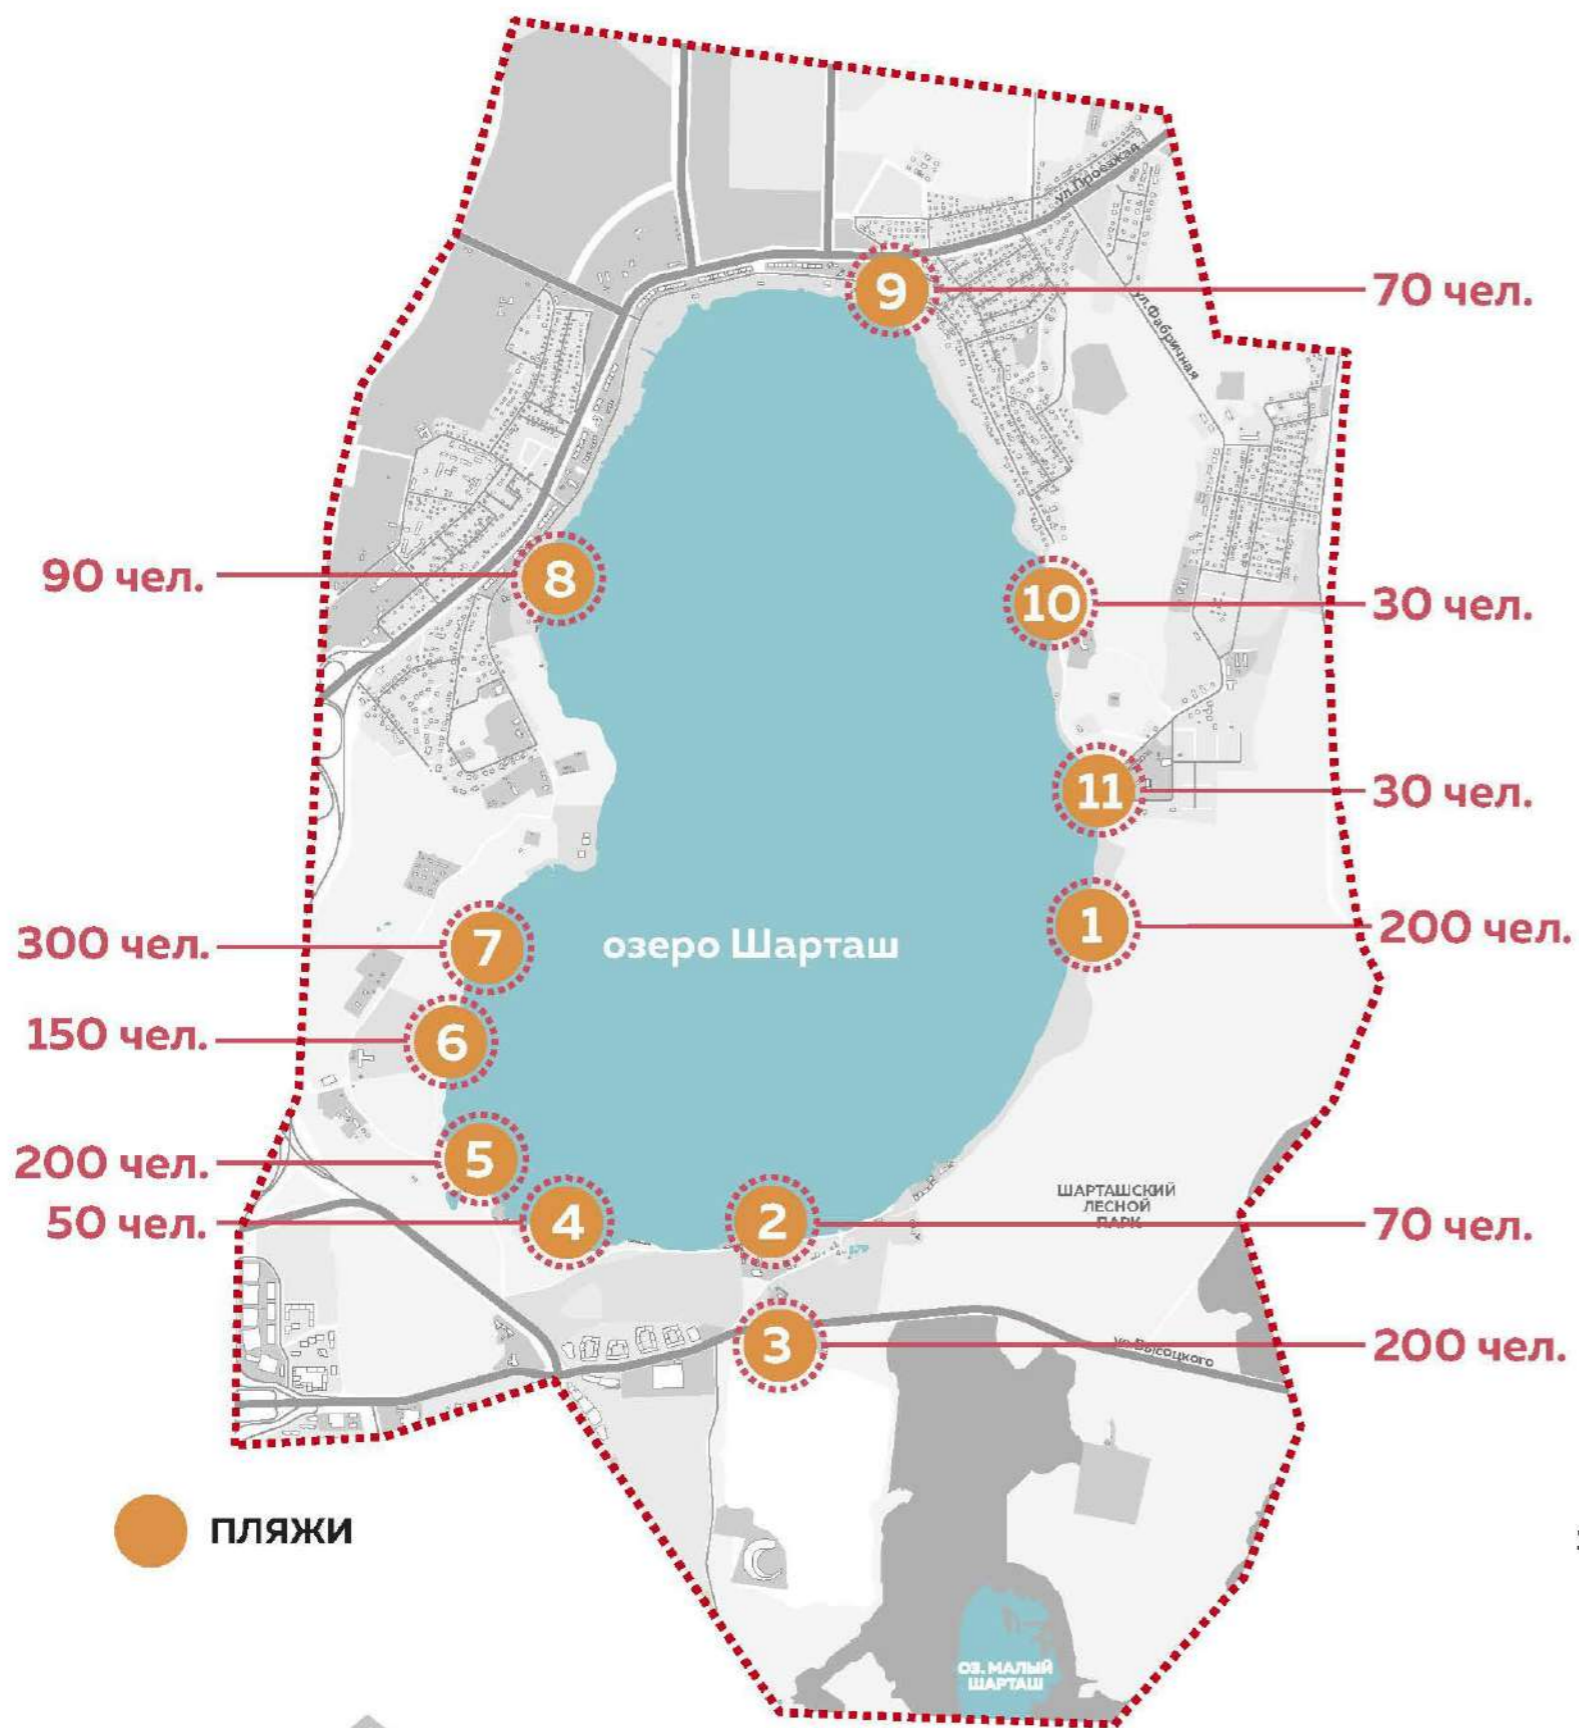 ул.Проезжая
9
70 чел.
ул.Фабричная
90 чел.
8
10
30 чел.
11
30 чел.
300 чел.
7
озеро Шарташ
1
200 чел.
150 чел.
6
200 чел.
5
ШАРТАШСКИЙ
ЛЕСНОЙ
ПАРК
50 чел.
4
2
70 чел.
3
ул.Высоцкого
200 чел.
ПЛЯЖИ
ОЗ. МАЛЫЙ
ШАРТАШ